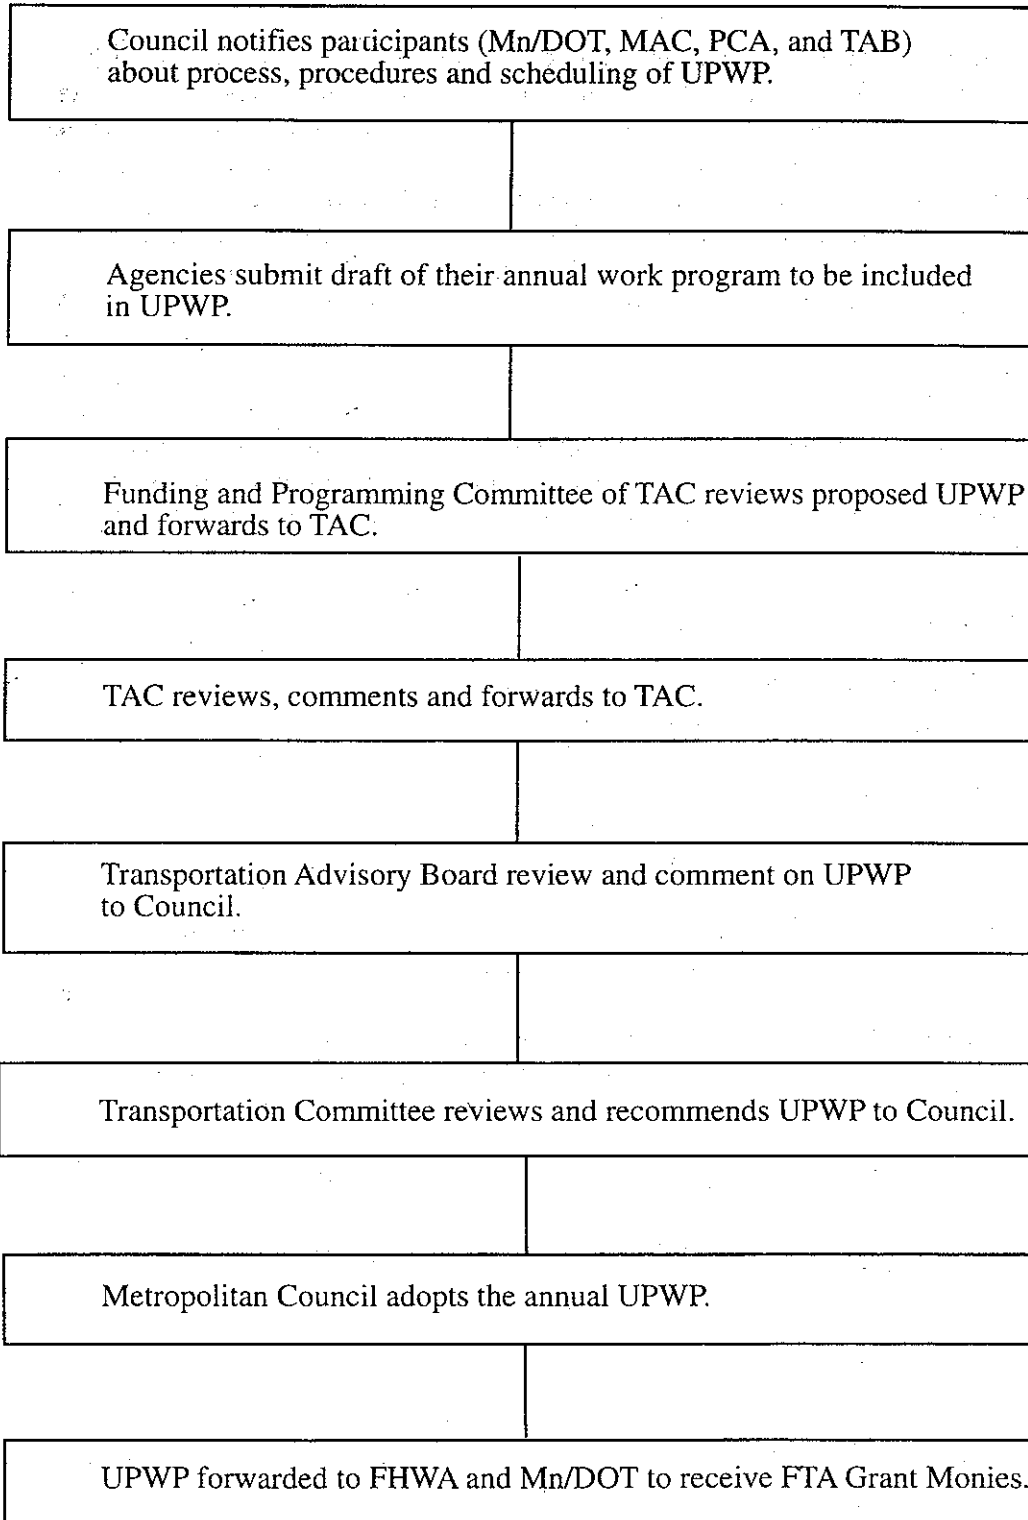 Council notifies participants (Mn/DOT, MAC, PCA, and TAB)
about process, procedures and scheduling of UPWP.
Agencies submit draft of their annual work program to be included
in UPWP.
Funding and Programming Committee of TAC reviews proposed UPWP
and forwards to TAC.
TAC reviews, comments and forwards to TAC.
Transportation Advisory Board review and comment on UPWP
to Council.
Transportation Committee reviews and recommends UPWP to Council.
Metropolitan Council adopts the annual UPWP.
UPWP forwarded to FHWA and Mn/DOT to receive FTA Grant Monies.